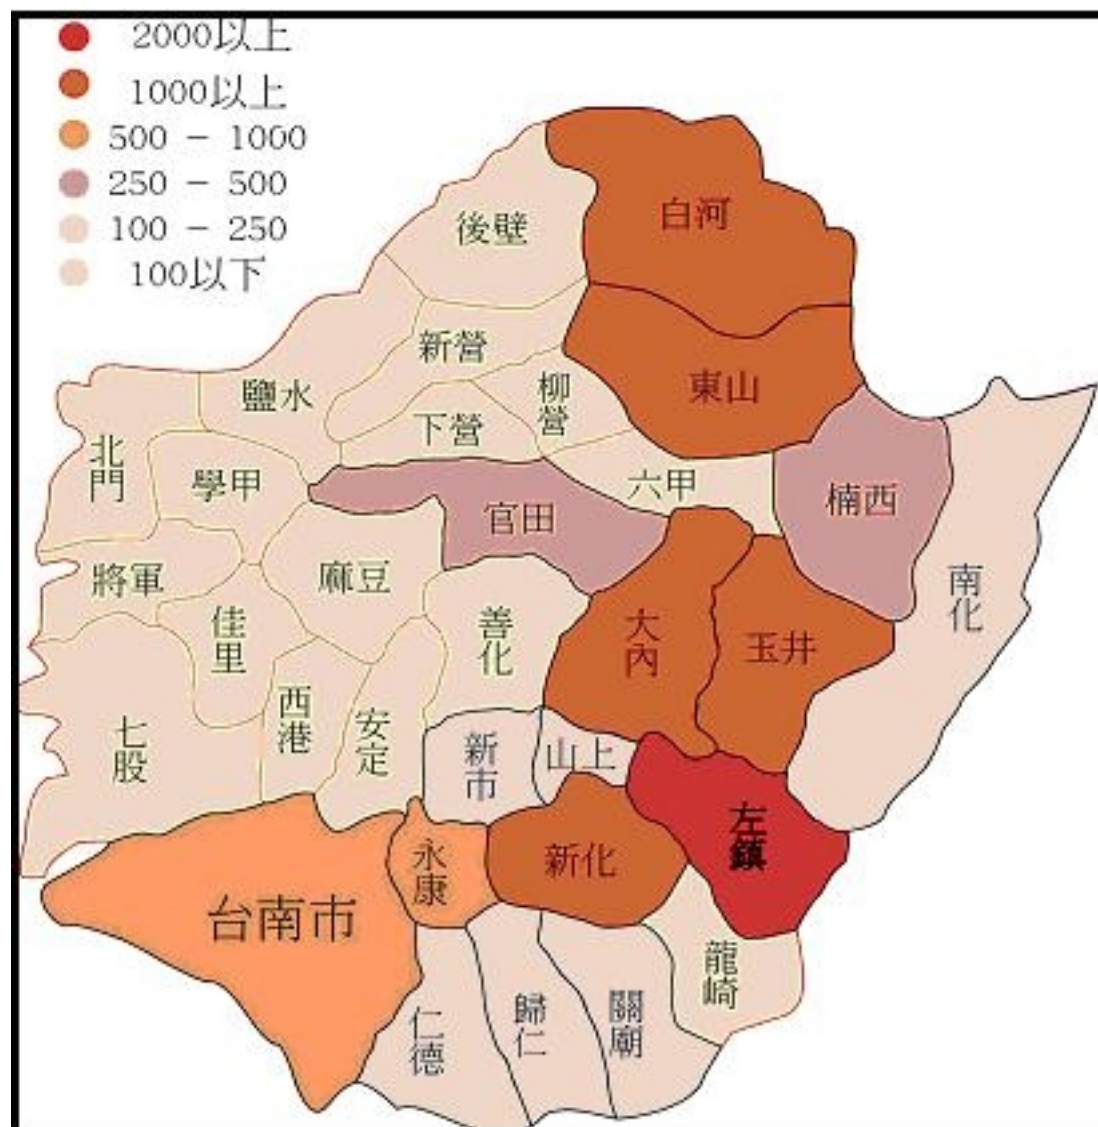 2000以上
1000以上
500 - 1000
250 - 500
100 - 250
100以下
白河
後壁
新營
東山
柳營
鹽水
下營
北門
學甲
六甲
楠西
官田
將軍
麻豆
南化
佳里
善化
大內
玉井
西港
安定
七股
新市
山上
左鎮
永康
新化
台南市
龍崎
仁德
歸仁
關廟